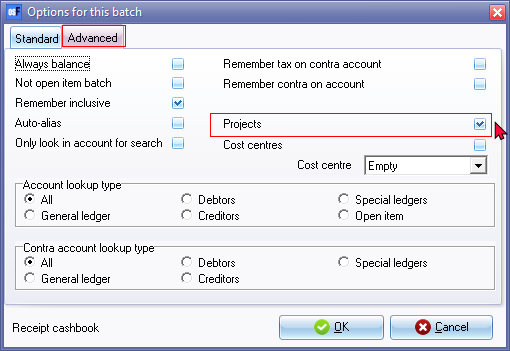 Options for this batch
Standard
Advanced
Always balance
Remember tax on contra account
Not open item batch
Remember contra on account
Remember inclusive
Auto-alias
Projects
Only look in account for search
Cost centres
Cost centre
Empty
Account lookup type
All
Debtors
Special ledgers
General ledger
Creditors
Open item
Contra account lookup type
All
Debtors
Special ledgers
General ledger
Creditors
Receipt cashbook
OK
Cancel